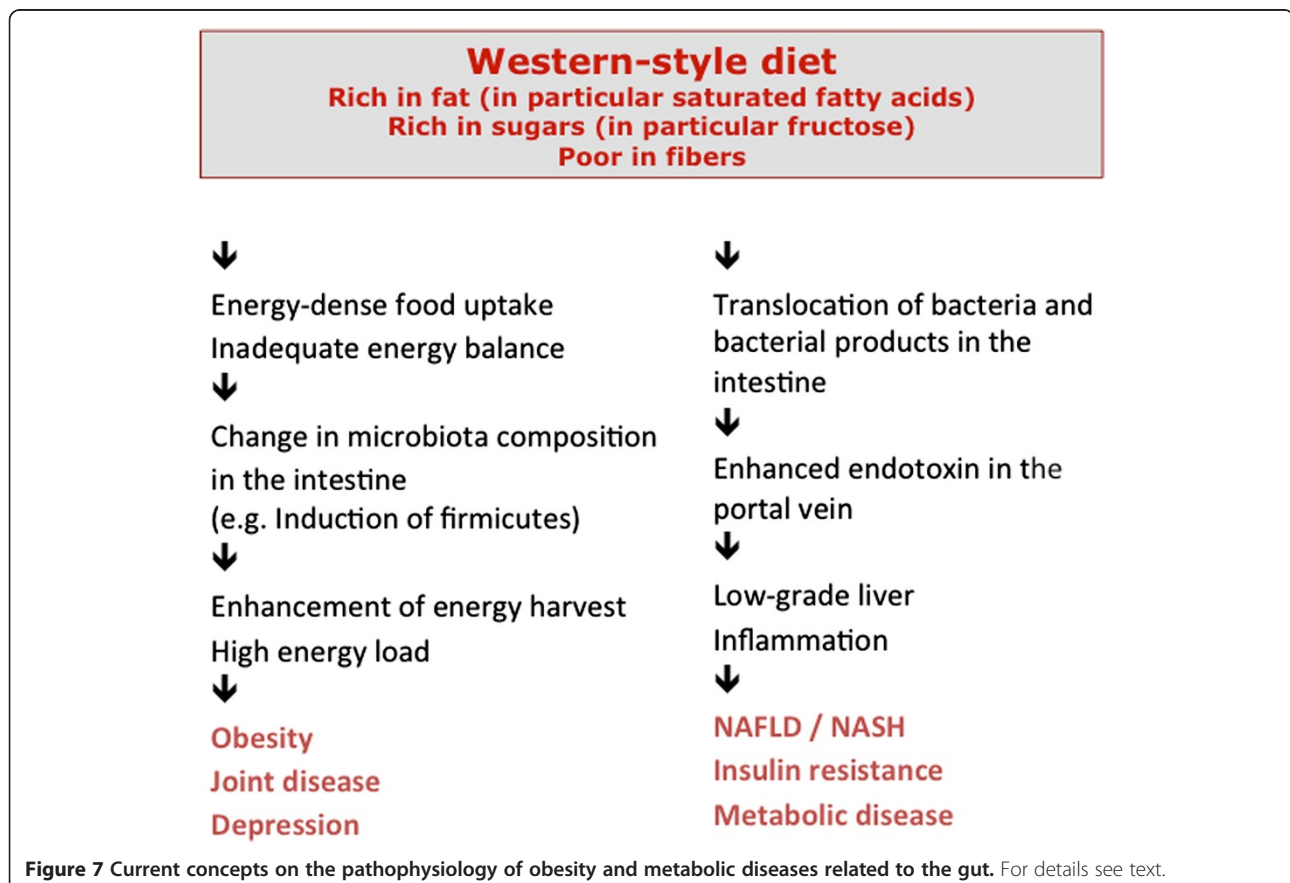 Western-style diet
Rich in fat (in particular saturated fatty acids)
Rich in sugars (in particular fructose)
Poor in fibers
Energy-dense food uptake
Inadequate energy balance
Change in microbiota composition
in the intestine
(e.g. Induction of firmicutes)
Enhancement of energy harvest
High energy load
Obesity
Joint disease
Depression
Translocation of bacteria and
bacterial products in the
intestine
Enhanced endotoxin in the
portal vein
Low-grade liver
Inflammation
NAFLD / NASH
Insulin resistance
Metabolic disease
Figure 7 Current concepts on the pathophysiology of obesity and metabolic diseases related to the gut. For details see text.